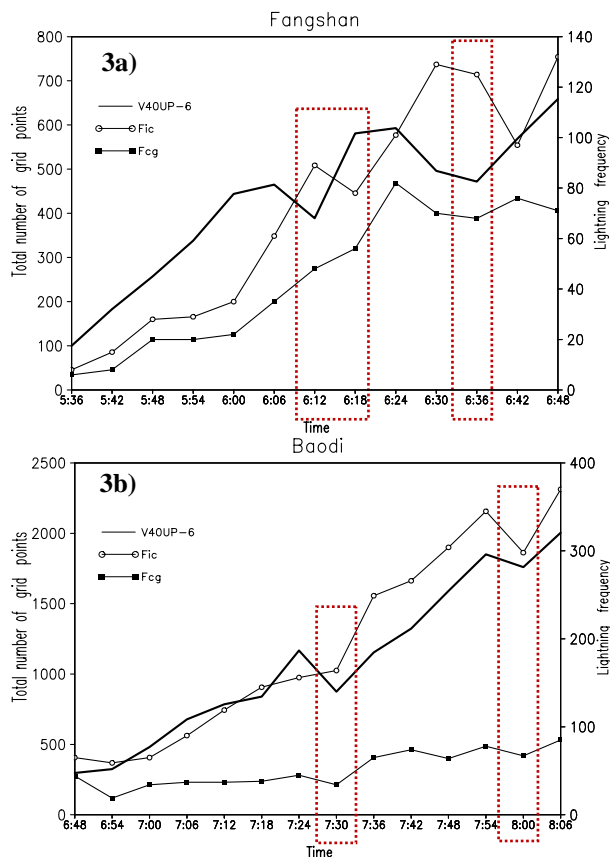 Fangshan
3a)
V40UP-6
Fic
Fcg
Total number of grid points
800
700
600
500
400
300
200
100
0
Lightning frequency
140
120
100
80
60
40
20
0
5:36 5:42 5:48 5:54 6:00 6:06 6:12 6:18 6:24 6:30 6:36 6:42 6:48
Time
Baodi
3b)
V40UP-6
Fic
Fcg
Total number of grid points
2500
2000
1500
1000
500
0
Lightning frequency
400
300
200
100
0
6:48 6:54 7:00 7:06 7:12 7:18 7:24 7:30 7:36 7:42 7:48 7:54 8:00 8:06
Time